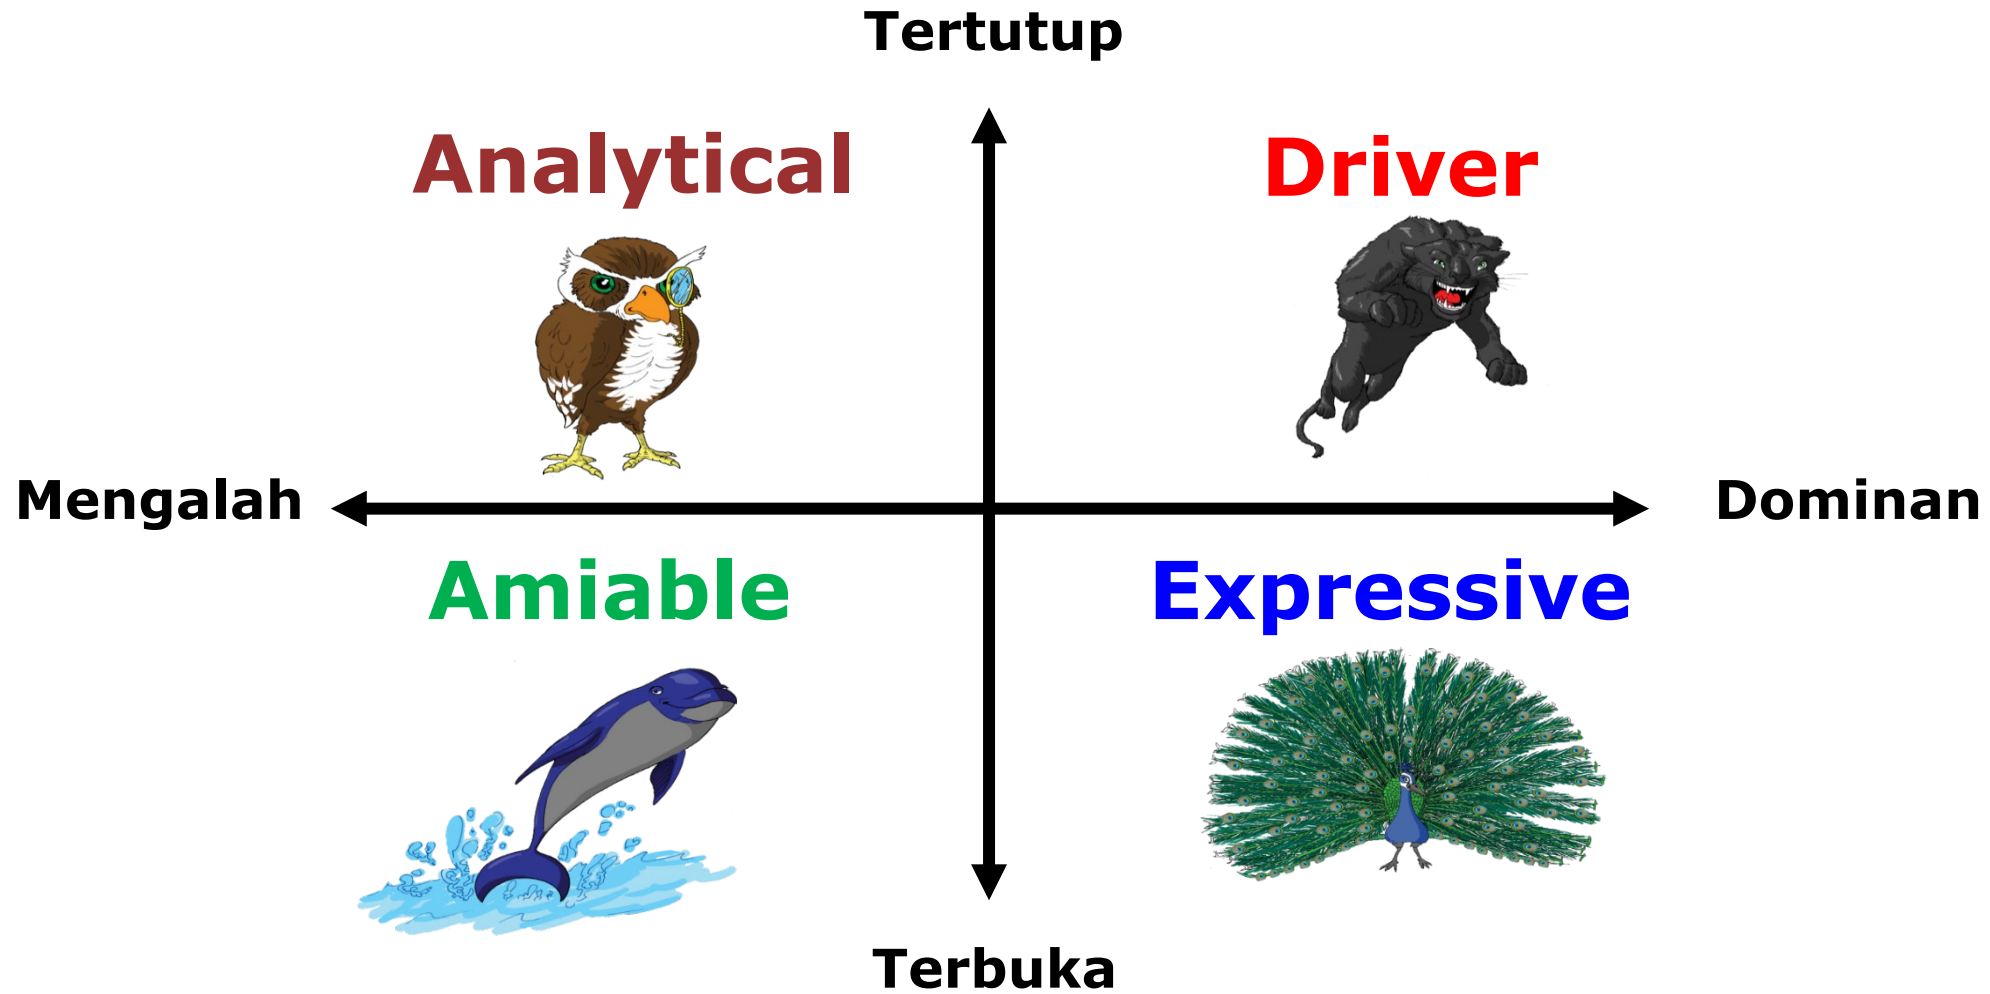 Tertutup
Analytical
Driver
Mengalah
Dominan
Amiable
Expressive
Terbuka